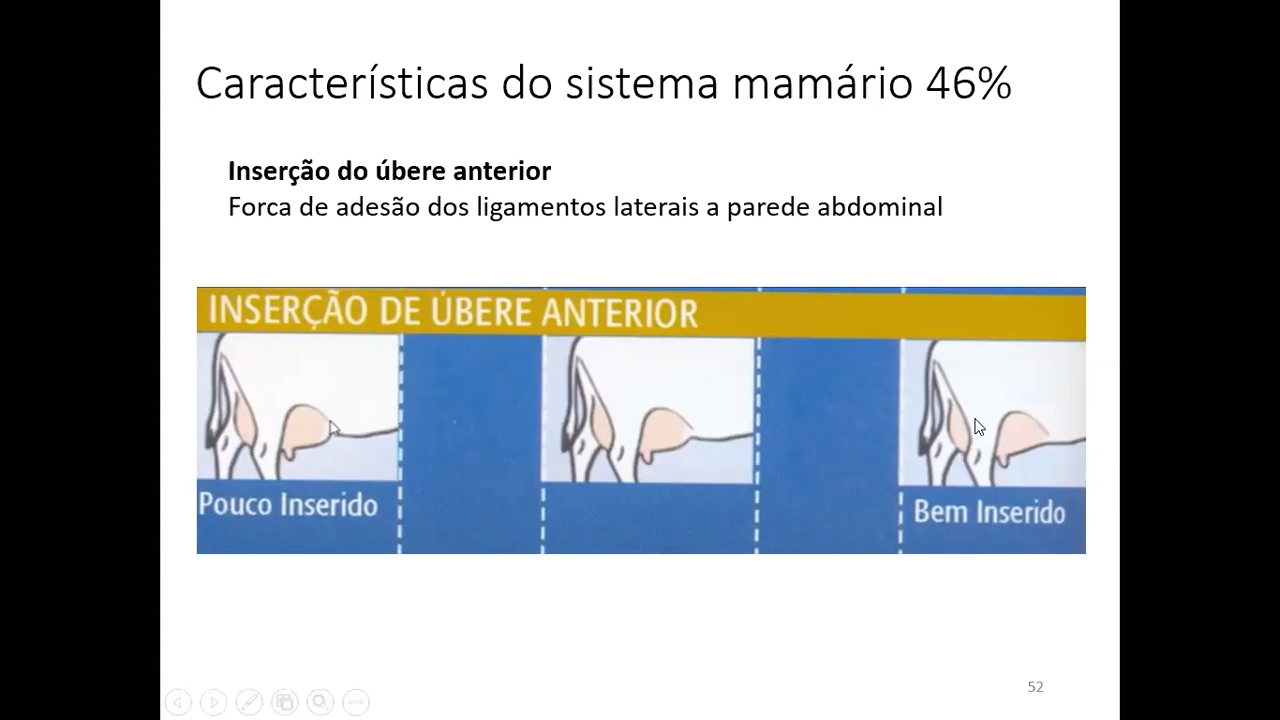 Características do sistema mamário 46%
Inserção do úbere anterior
Forca de adesão dos ligamentos laterais a parede abdominal
INSERÇÃO DE ÚBERE ANTERIOR
Pouco Inserido
Bem Inserido
52